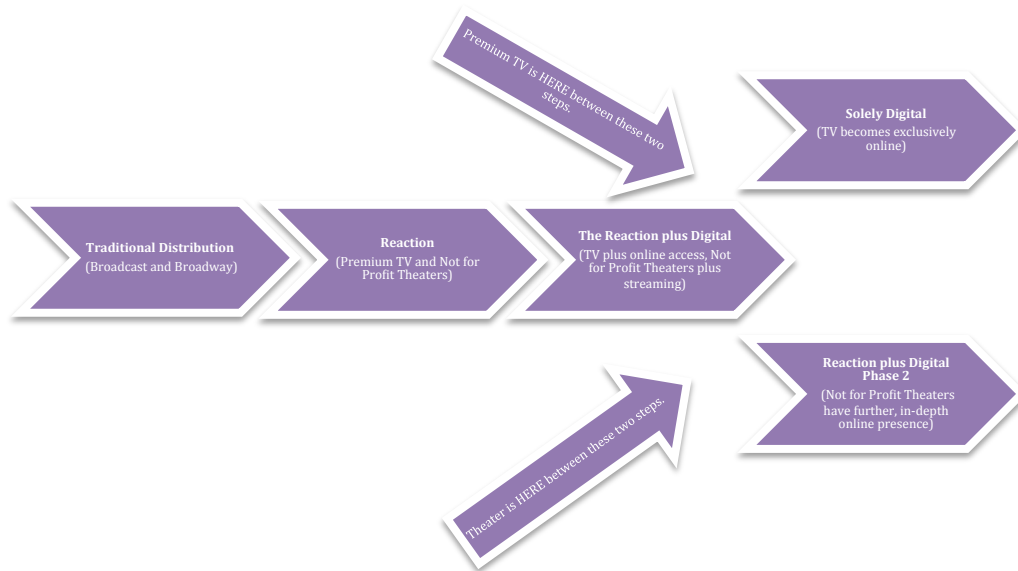 Premium TV is HERE between these two
steps.
Solely Digital
(TV becomes exclusively
online)
Traditional Distribution
(Broadcast and Broadway)
Reaction
(Premium TV and Not for
Profit Theaters)
The Reaction plus Digital
(TV plus online access, Not
for Profit Theaters plus
streaming)
Reaction plus Digital
Phase 2
(Not for Profit Theaters
have further, in-depth
online presence)
Theater is HERE between these two steps.